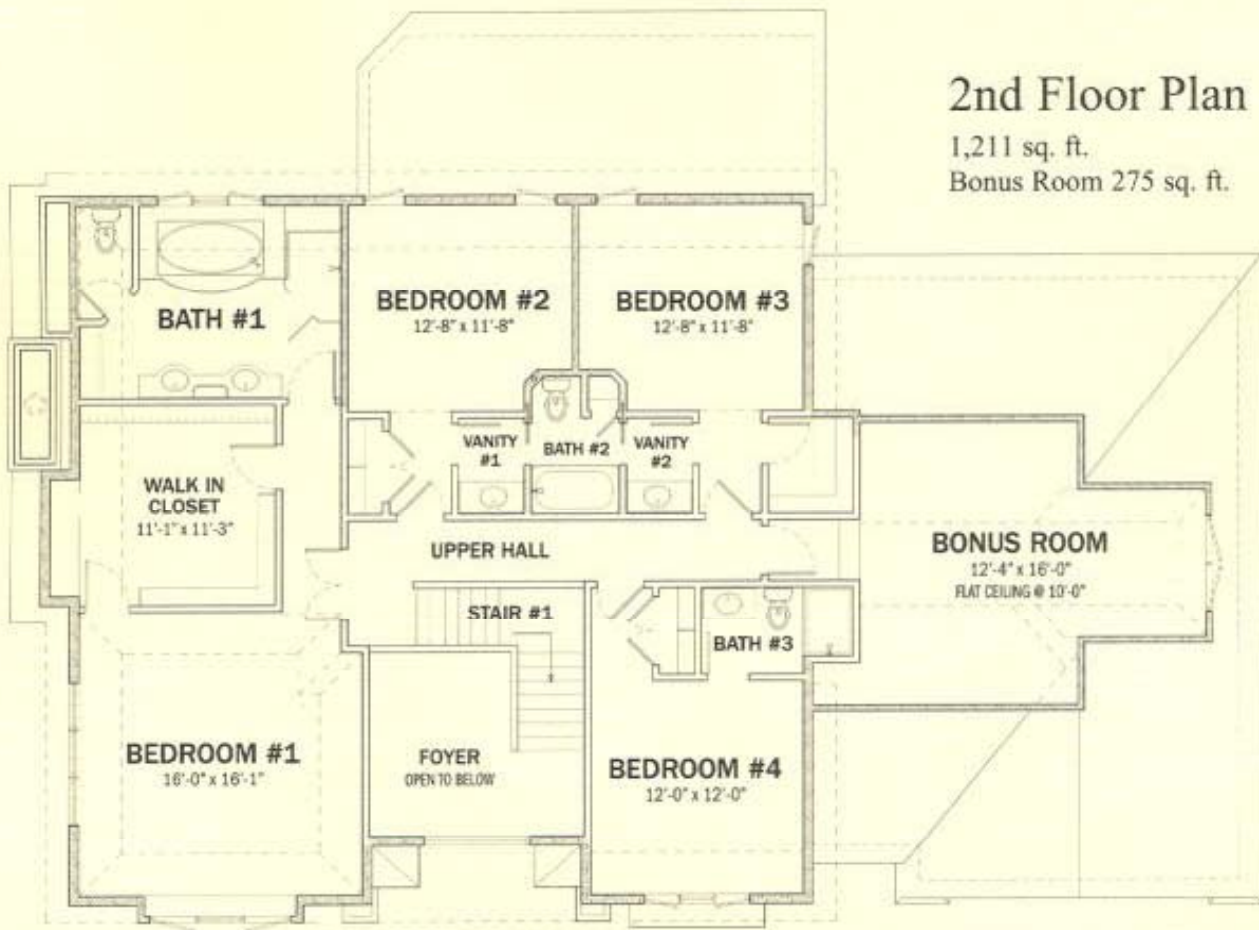 2nd Floor Plan
1,211 sq. ft.
Bonus Room 275 sq. ft.
BATH #1
BEDROOM #2
12'-8" x 11'-8"
BEDROOM #3
12'-8" x 11'-8"
VANITY
#1
BATH #2
VANITY
#2
WALK IN
CLOSET
11'-1" x 11'-3"
UPPER HALL
BONUS ROOM
12'-4" x 16'-0"
FLAT CEILING @ 10'-0"
STAIR #1
BATH #3
BEDROOM #1
16'-0" x 16'-1"
FOYER
OPEN TO BELOW
BEDROOM #4
12'-0" x 12'-0"